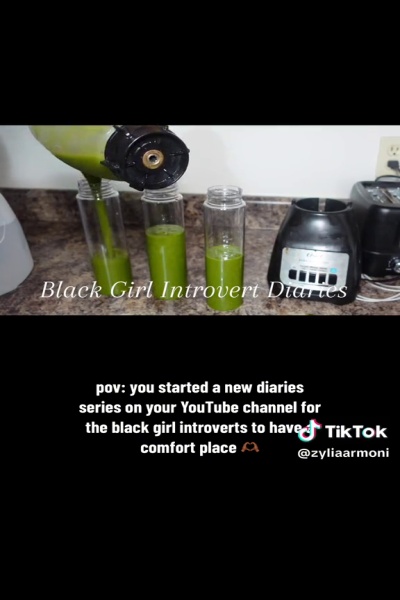 Black Girl Introvert Diaries
pov: you started a new diaries
series on your YouTube channel for
the black girl introverts to have a
comfort place 🫶🏾
TikTok
@zyliaarmoni